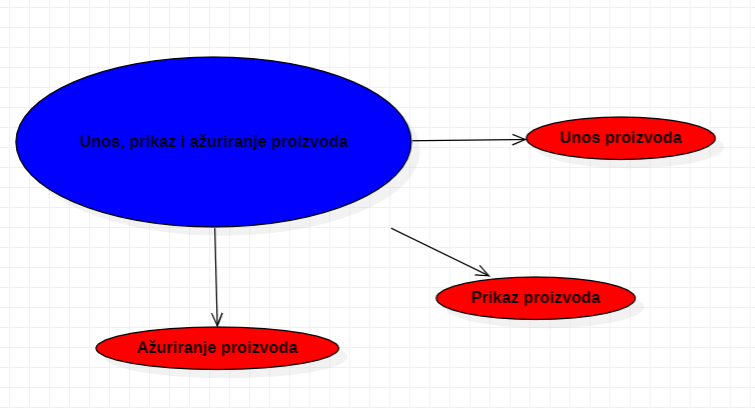 Unos, prikaz i ažuriranje proizvoda
Unos proizvoda
Prikaz proizvoda
Ažuriranje proizvoda